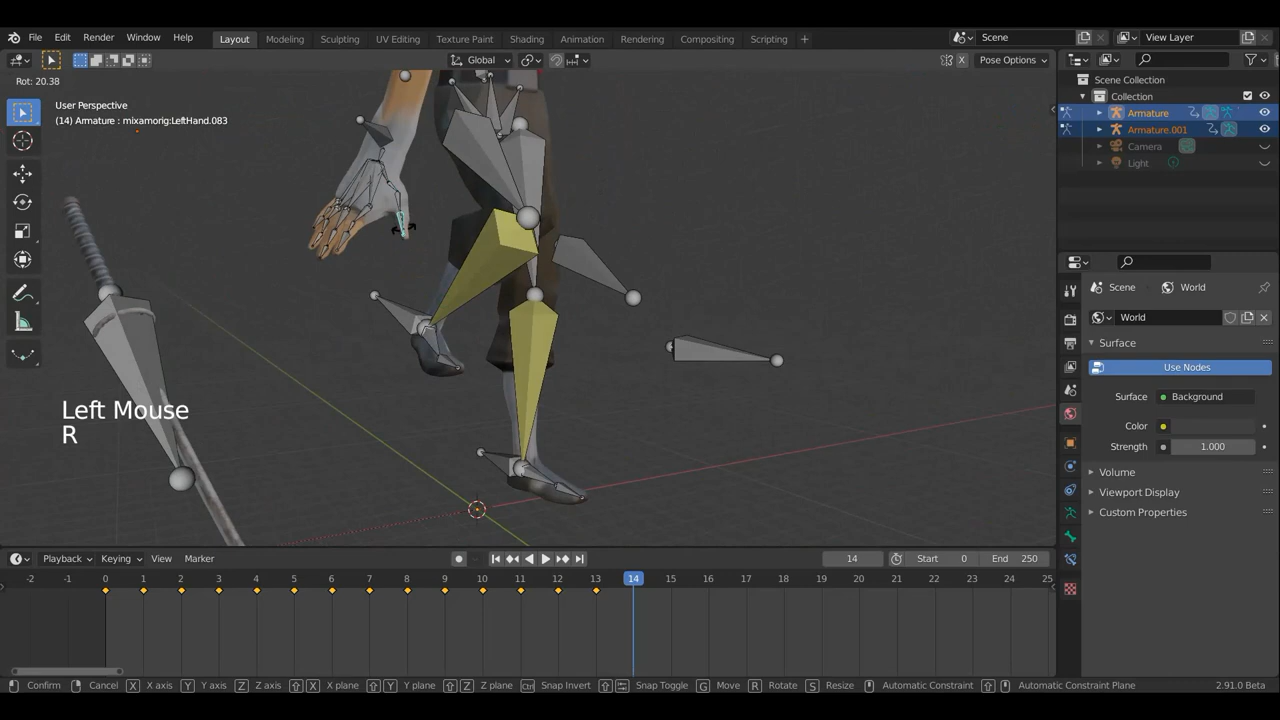 File Edit Render Window Help Layout Modeling Sculpting UV Editing Texture Paint Shading Animation Rendering Compositing Scripting + Scene View Layer
Global X Pose Options
Rot: 20.38
Scene Collection
Collection
User Perspective
(14) Armature : mixamorig:LeftHand.083
Armature
Armature.001
Camera
Light
Scene World
World
Surface
Use Nodes
Surface Background
Color
Strength 1.000
Volume
Viewport Display
Custom Properties
Left Mouse
R
Playback Keying View Marker 14 Start 0 End 250
-2 -1 0 1 2 3 4 5 6 7 8 9 10 11 12 13 14 15 16 17 18 19 20 21 22 23 24 25
Confirm Cancel X X axis Y Y axis Z Z axis X X plane Y Y plane Z Z plane Ctrl Snap Invert Snap Toggle G Move R Rotate S Resize Automatic Constraint Automatic Constraint Plane 2.91.0 Beta